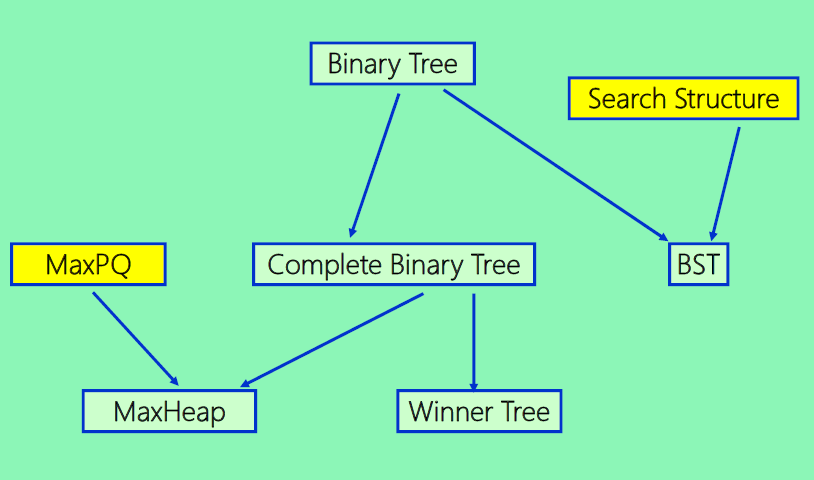 Binary Tree
Search Structure
MaxPQ
Complete Binary Tree
BST
MaxHeap
Winner Tree